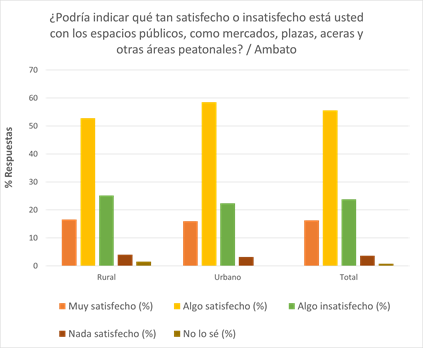 ¿Podría indicar qué tan satisfecho o insatisfecho está usted
con los espacios públicos, como mercados, plazas, aceras y
otras áreas peatonales? / Ambato
% Respuestas
70
60
50
40
30
20
10
0
Rural Urbano Total
Muy satisfecho (%) Algo satisfecho (%) Algo insatisfecho (%)
Nada satisfecho (%) No lo sé (%)